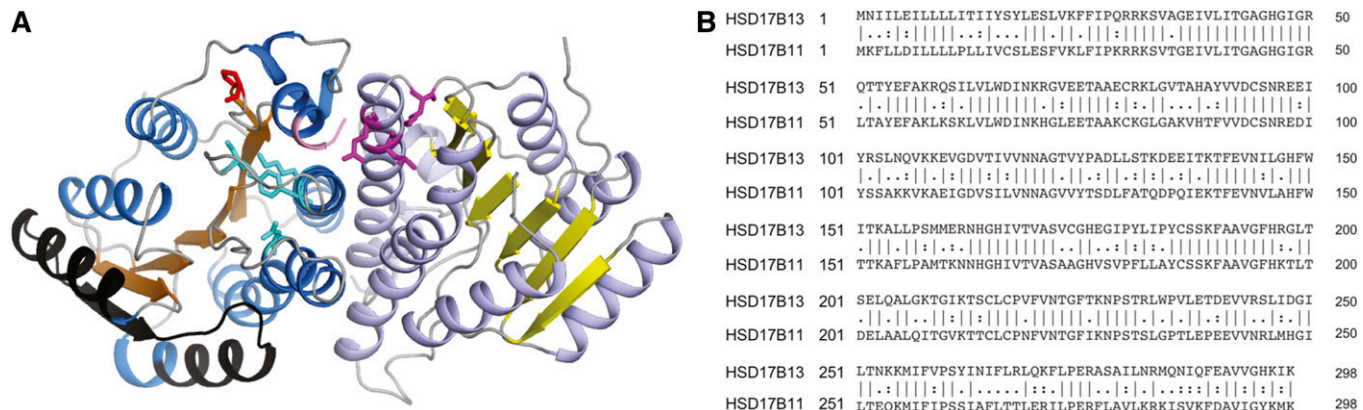 A
B
HSD17B13 1 MNIILEILLLLITIIYSYLESLVKFFIPQRRKSVAGEIVLITGAGHGIGR 50
HSD17B11 1 MKFLLDILLLLPLLIVCSLESFVKLFIPKRRKSVTGEIVLITGAGHGIGR 50
HSD17B13 51 QTTYEFAKRQSILVLWDINKRGVEETAAECRKLGVTAHAYVVDCSNREEI 100
HSD17B11 51 LTAYEFAKLKSKLVLWDINKHGLEETAAKCKGLGAKVHTFVVDCSNREDI 100
HSD17B13 101 YRSLNQVKKEVGDVTIVVNNAGTVYPADLLSTKDEEITKTFEVNILGHFW 150
HSD17B11 101 YSSAKKVKAEIGDVSILVNNAGVVYTSDLFATQDPQIEKTFEVNVLAHFW 150
HSD17B13 151 ITKALLPSMMERNHGHIVTVASVCGHEGIPYLIPYCSSKFAAVGFHRGLT 200
HSD17B11 151 TTKAFLPAMTKNNHGHIVTVASAAGHVSVPFLLAYCSSKFAAVGFHKTLT 200
HSD17B13 201 SELQALGKTGIKTSCLCPVFVNTGFTKNPSTRLWPVLETDEVVRSLIDGI 250
HSD17B11 201 DELAALQITGVKTTCLCPNFVNTGFIKNPSTSLGPTLEPEEVVNRLMHGI 250
HSD17B13 251 LTNKKMIFVPSYINIFLRLQKFLPERASAILNRMQNIQFEAVVGHKIK 298
HSD17B11 251 LTEQKMIFIPSSIAFLTTLERILPERFLAVLKRKISVKFDAVIGYKMK 298